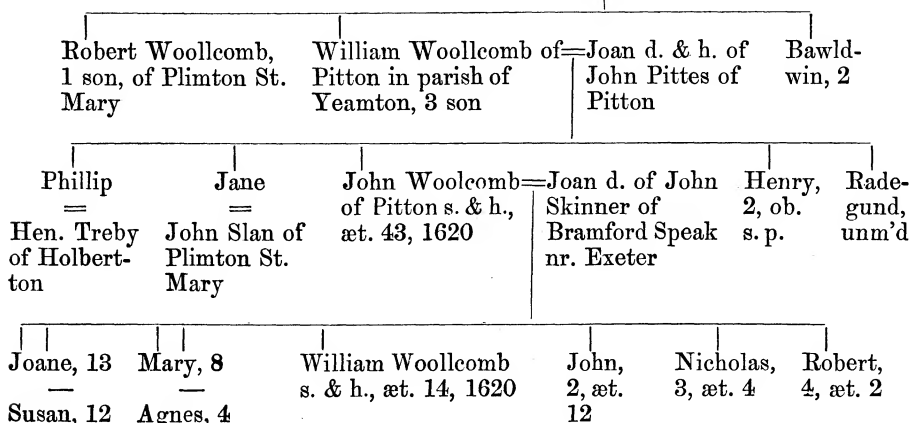 Robert Woollcomb,
1 son, of Plimton St.
Mary
William Woollcomb of=Joan d. & h. of
Pitton in parish of
Yeamton, 3 son
John Pittes of
Pitton
Bawld-
win, 2
Phillip
=
Hen. Treby
of Holbert-
ton
Jane
=
John Slan of
Plimton St.
Mary
John Woolcomb=Joan d. of John
of Pitton s. & h.,
æt. 43, 1620
Skinner of
Bramford Speak
nr. Exeter
Henry,
2, ob.
s. p.
Rade-
gund,
unm'd
Joane, 13
Susan, 12
Mary, 8
Agnes, 4
William Woollcomb
s. & h., æt. 14, 1620
John,
2, æt.
12
Nicholas,
3, æt. 4
Robert,
4, æt. 2